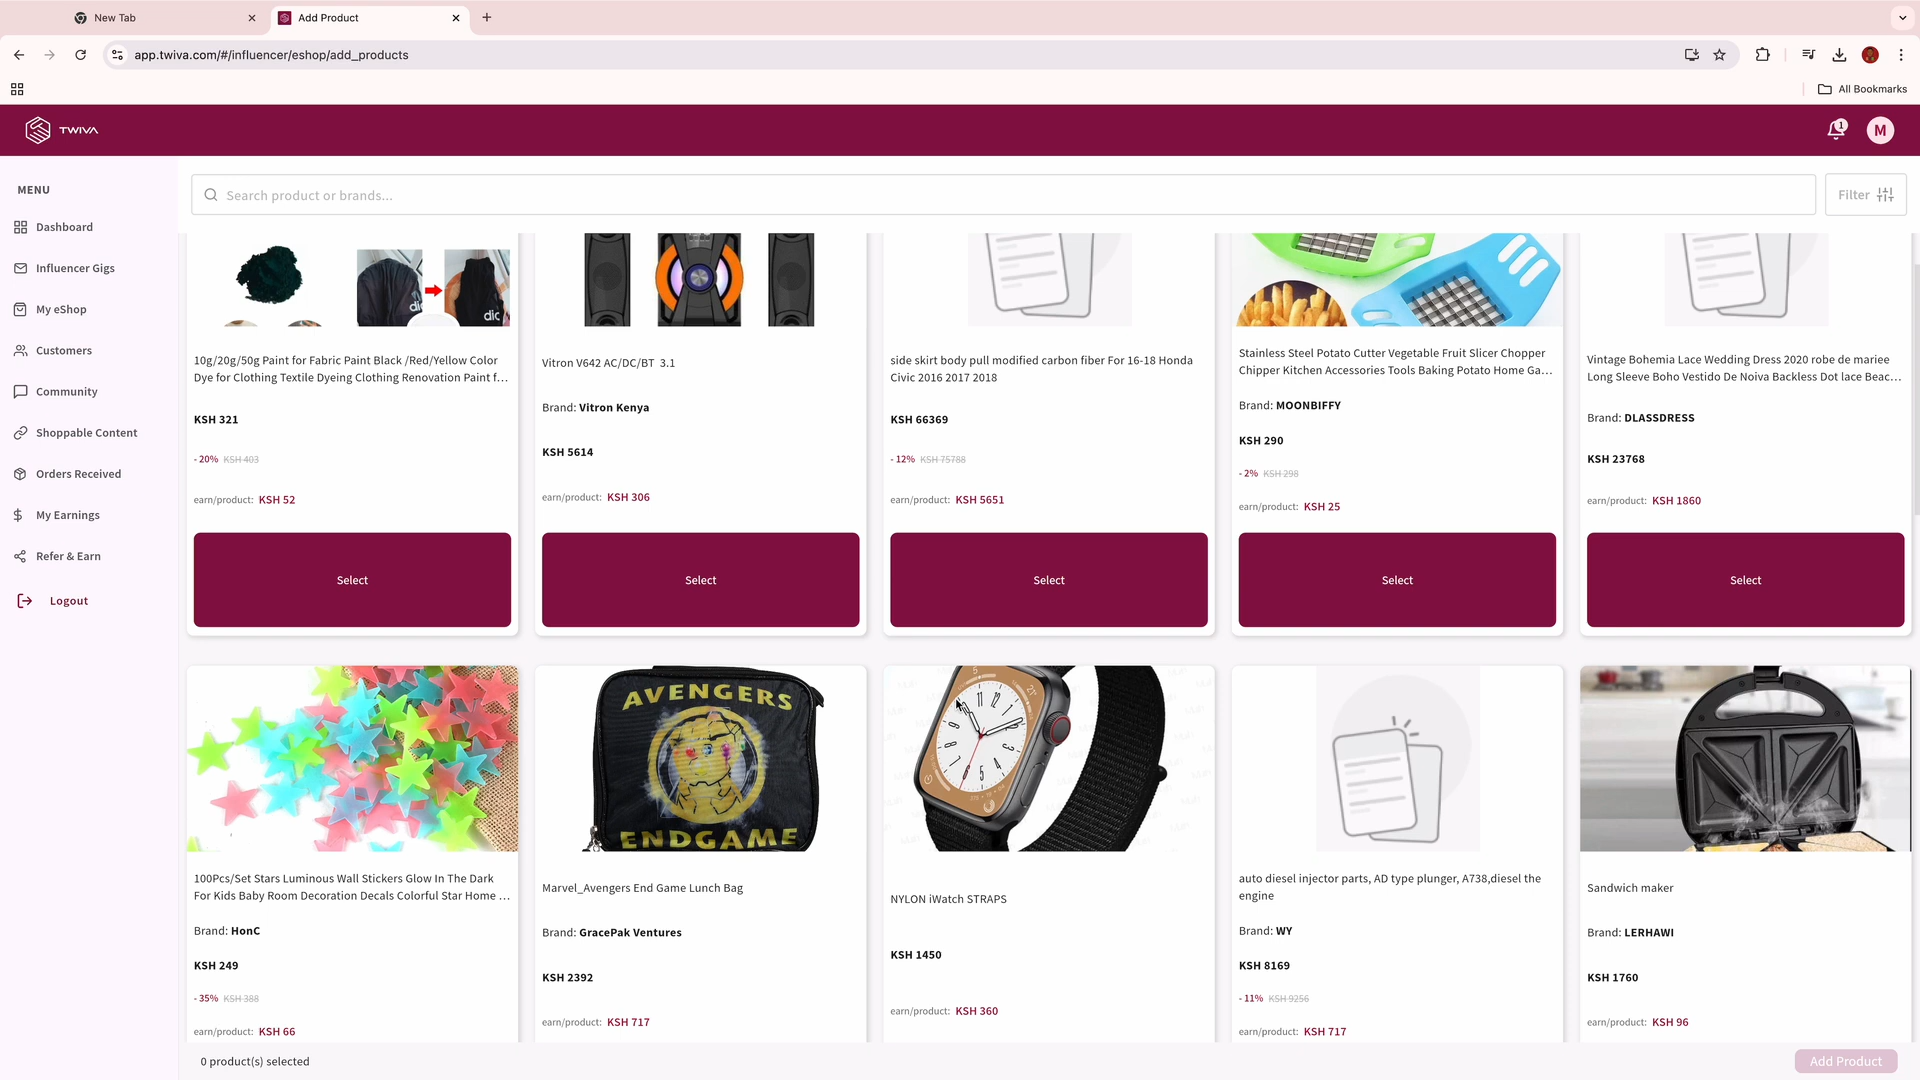 New Tab
Add Product
app.twiva.com/#/influencer/eshop/add_products
All Bookmarks
TWIVA
1
M
MENU
Search product or brands...
Filter
Dashboard
Influencer Gigs
My eShop
Customers
Community
Shoppable Content
Orders Received
My Earnings
Refer & Earn
Logout
10g/20g/50g Paint for Fabric Paint Black /Red/Yellow Color
Dye for Clothing Textile Dyeing Clothing Renovation Paint f...
KSH 321
- 20% KSH 403
earn/product: KSH 52
Select
Vitron V642 AC/DC/BT 3.1
Brand: Vitron Kenya
KSH 5614
earn/product: KSH 306
Select
side skirt body pull modified carbon fiber For 16-18 Honda
Civic 2016 2017 2018
KSH 66369
- 12% KSH 75788
earn/product: KSH 5651
Select
Stainless Steel Potato Cutter Vegetable Fruit Slicer Chopper
Chipper Kitchen Accessories Tools Baking Potato Home Ga...
Brand: MOONBIFFY
KSH 290
- 2% KSH 298
earn/product: KSH 25
Select
Vintage Bohemia Lace Wedding Dress 2020 robe de mariee
Long Sleeve Boho Vestido De Noiva Backless Dot lace Beac...
Brand: DLASSDRESS
KSH 23768
earn/product: KSH 1860
Select
100Pcs/Set Stars Luminous Wall Stickers Glow In The Dark
For Kids Baby Room Decoration Decals Colorful Star Home ...
Brand: HonC
KSH 249
- 35% KSH 388
earn/product: KSH 66
AVENGERS
ENDGAME
Marvel_Avengers End Game Lunch Bag
Brand: GracePak Ventures
KSH 2392
earn/product: KSH 717
NYLON iWatch STRAPS
KSH 1450
earn/product: KSH 360
auto diesel injector parts, AD type plunger, A738,diesel the
engine
Brand: WY
KSH 8169
- 11% KSH 9256
earn/product: KSH 717
Sandwich maker
Brand: LERHAWI
KSH 1760
earn/product: KSH 96
0 product(s) selected
Add Product